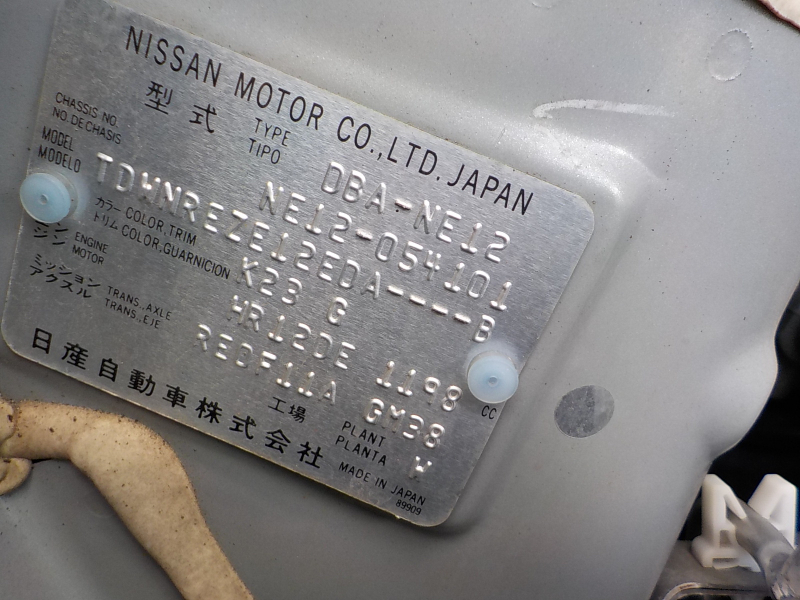 NISSAN MOTOR CO.,LTD. JAPAN
型式 TYPE TIPO DBA-NE12
CHASSIS NO. NO. DE CHASIS NE12-054101
MODEL MODELO TDWNREZE12EDA----B
カラー COLOR, TRIM トリム COLOR, GUARNICION K23 G
ジン ENGINE MOTOR HR12DE 1198 CC
ミッション アクスル TRANS., AXLE TRANS., EJE RE0F11A GM38
工場 PLANT PLANTA W
日産自動車株式会社 MADE IN JAPAN
89909